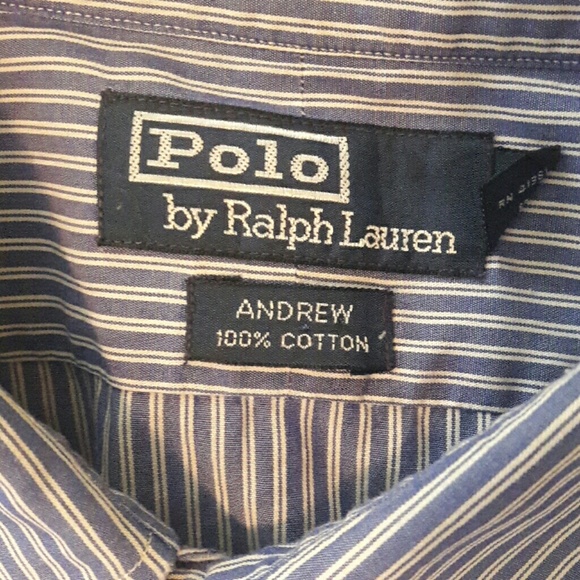 Polo
by Ralph Lauren
ANDREW
100% COTTON